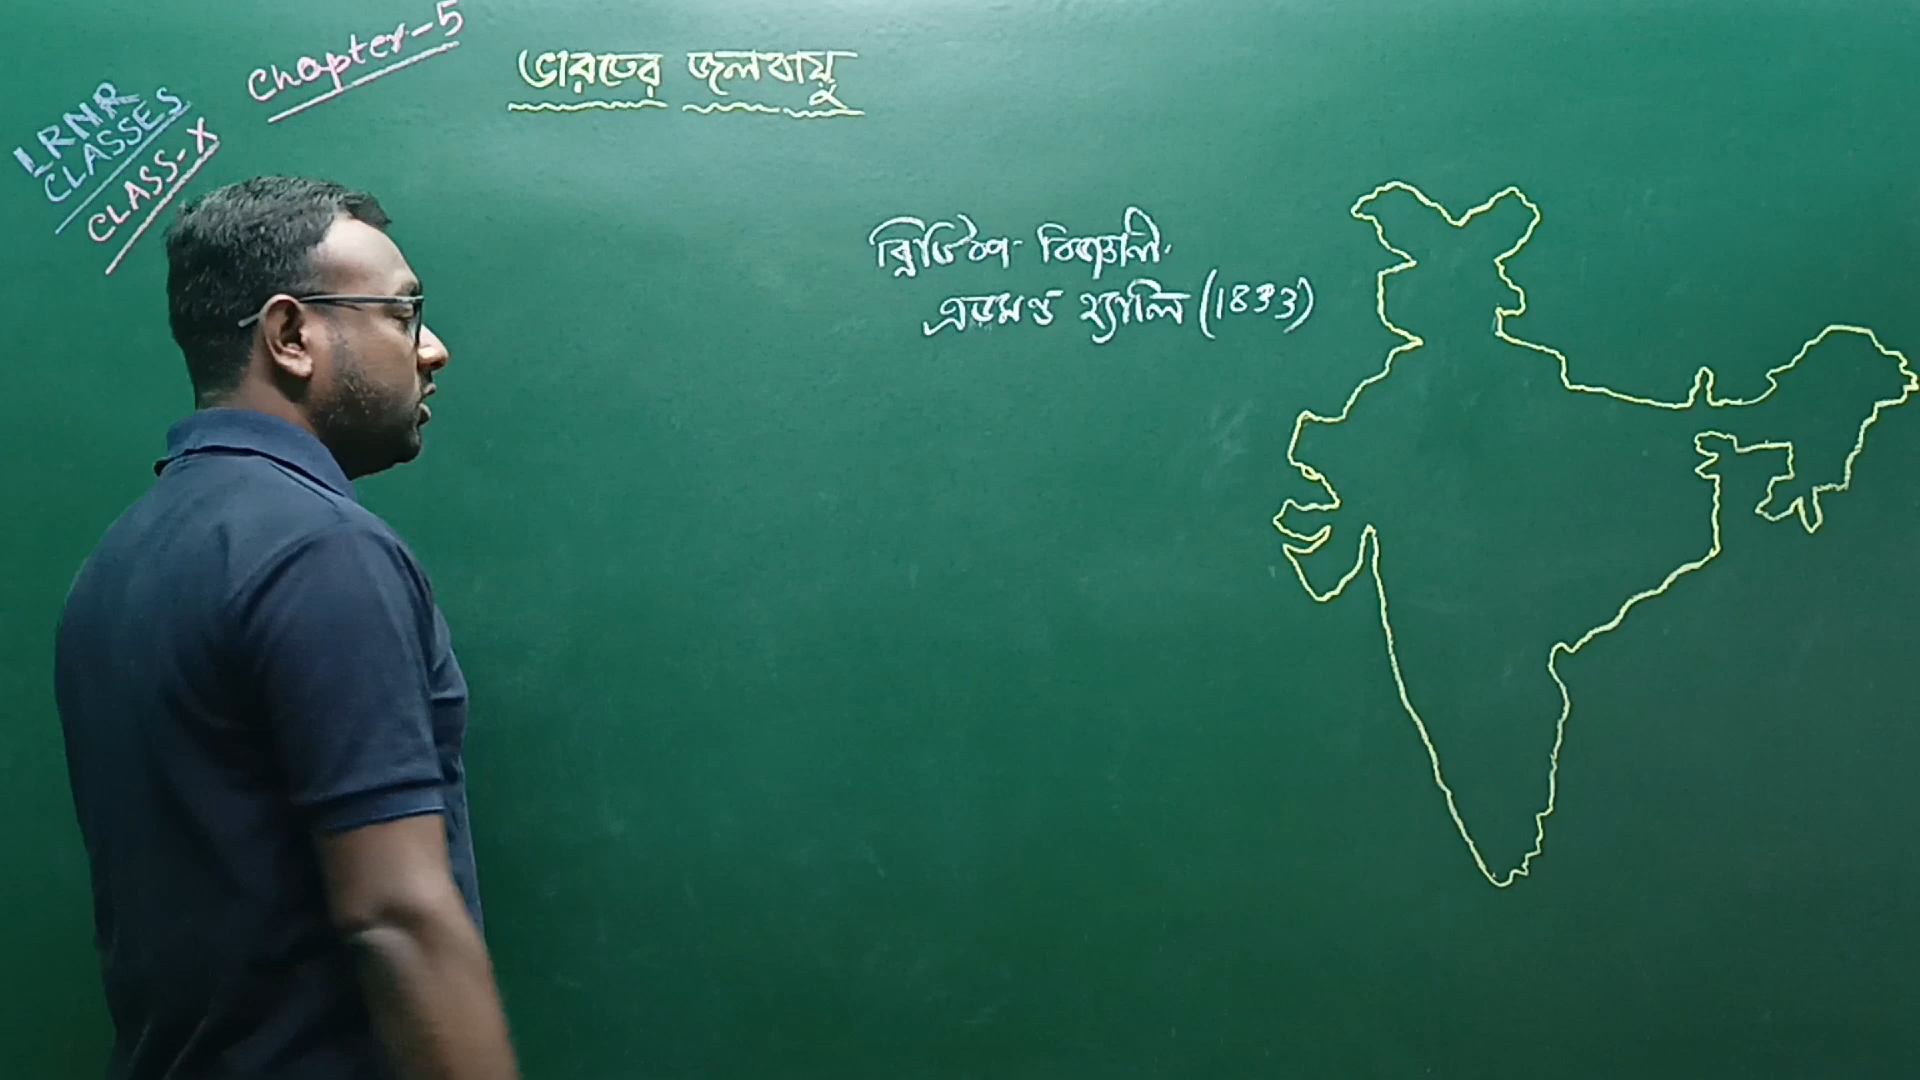 LRNR
CLASSES
CLASS-X
Chapter-5
ভারতের জলবায়ু
ব্রিটিশ বিজ্ঞানী
এডমন্ড হ্যালি (1833)